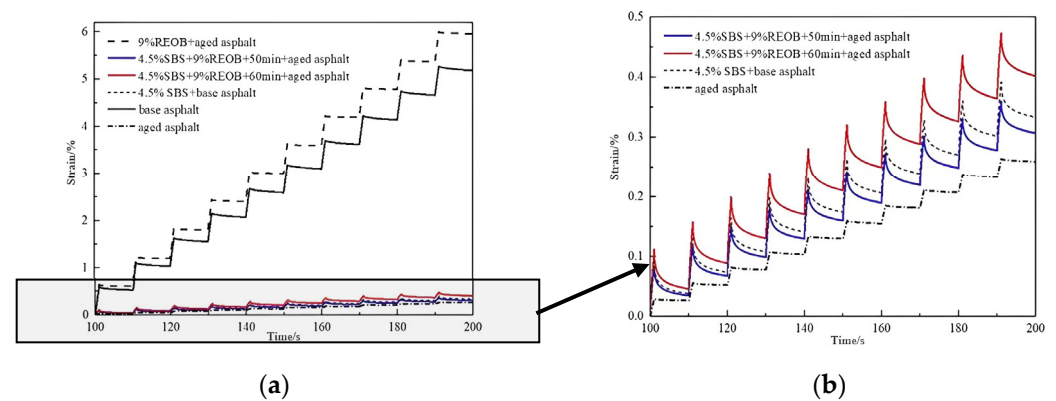 (a)
6
5
4
3
2
1
0
Strain/%
9%REOB+aged asphalt
4.5%SBS+9%REOB+50min+aged asphalt
4.5%SBS+9%REOB+60min+aged asphalt
4.5% SBS+base asphalt
base asphalt
aged asphalt
100 120 140 160 180 200
Time/s
(b)
0.5
0.4
0.3
0.2
0.1
0.0
Strain/%
4.5%SBS+9%REOB+50min+aged asphalt
4.5%SBS+9%REOB+60min+aged asphalt
4.5% SBS+base asphalt
aged asphalt
100 120 140 160 180 200
Time/s
(a) (b)